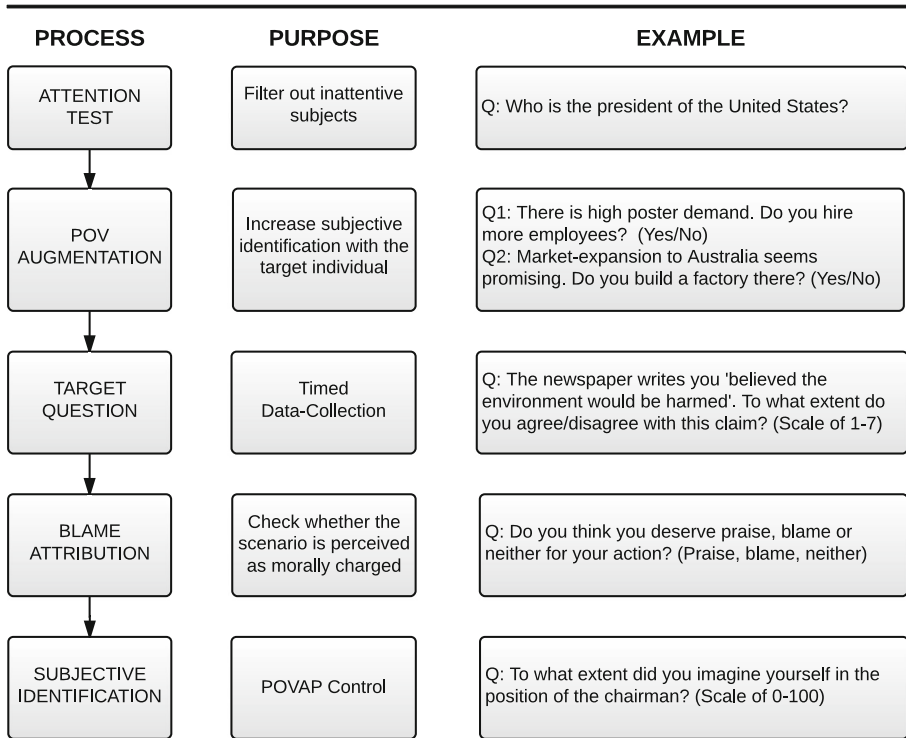 PROCESS
PURPOSE
EXAMPLE
ATTENTION
TEST
Filter out inattentive
subjects
Q: Who is the president of the United States?
POV
AUGMENTATION
Increase subjective
identification with the
target individual
Q1: There is high poster demand. Do you hire
more employees?  (Yes/No)
Q2: Market-expansion to Australia seems
promising. Do you build a factory there? (Yes/No)
TARGET
QUESTION
Timed
Data-Collection
Q: The newspaper writes you 'believed the
environment would be harmed'. To what extent do
you agree/disagree with this claim? (Scale of 1-7)
BLAME
ATTRIBUTION
Check whether the
scenario is perceived
as morally charged
Q: Do you think you deserve praise, blame or
neither for your action? (Praise, blame, neither)
SUBJECTIVE
IDENTIFICATION
POVAP Control
Q: To what extent did you imagine yourself in the
position of the chairman? (Scale of 0-100)